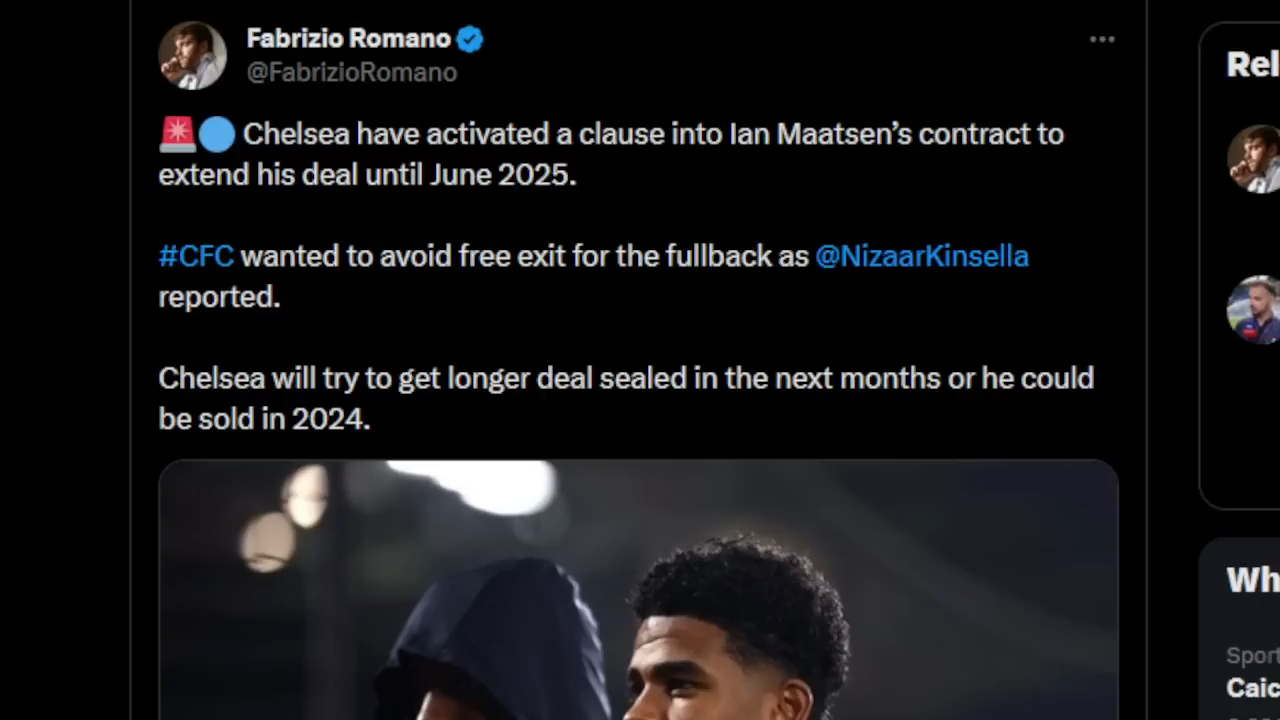 Fabrizio Romano
@FabrizioRomano
🚨🔵 Chelsea have activated a clause into Ian Maatsen’s contract to
extend his deal until June 2025.
#CFC wanted to avoid free exit for the fullback as @NizaarKinsella
reported.
Chelsea will try to get longer deal sealed in the next months or he could
be sold in 2024.
Rel
Wh
Sport
Caic